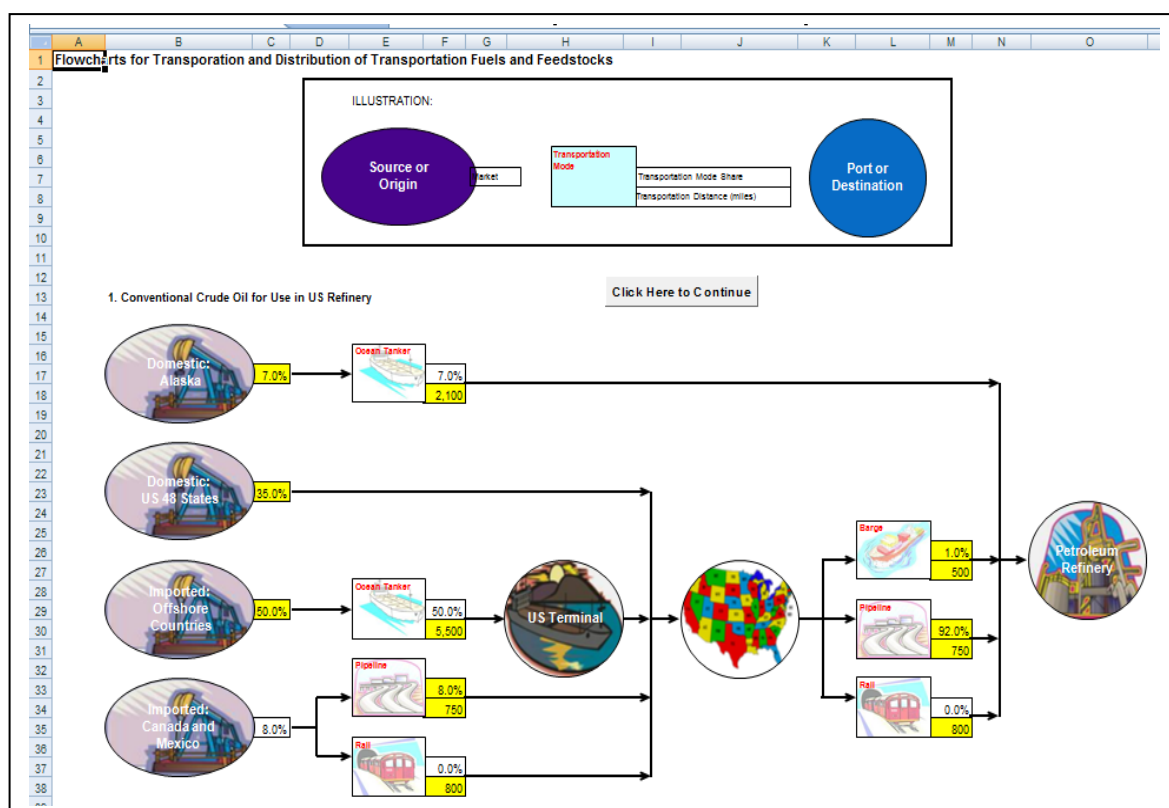 A B C D E F G H I J K L M N O
1 Flowcharts for Transporation and Distribution of Transportation Fuels and Feedstocks
2
3 ILLUSTRATION:
4
5
6 Source or Origin Transportation Mode Port or Destination
7 Market Transportation Mode Share
8 Transportation Distance (miles)
9
10
11
12 Click Here to Continue
13 1. Conventional Crude Oil for Use in US Refinery
14
15
16 Ocean Tanker
17 Domestic: Alaska 7.0% 7.0%
18 2,100
19
20
21
22
23 Domestic: US 48 States 35.0%
24
25
26 Barge 1.0% Petroleum Refinery
27 500
28 Ocean Tanker
29 Imported: Offshore Countries 50.0% 50.0% US Terminal Pipeline
30 5,500 92.0%
31 750
32 Pipeline
33 8.0% Rail
34 750 0.0%
35 Imported: Canada and Mexico 8.0% 800
36 Rail
37 0.0%
38 800